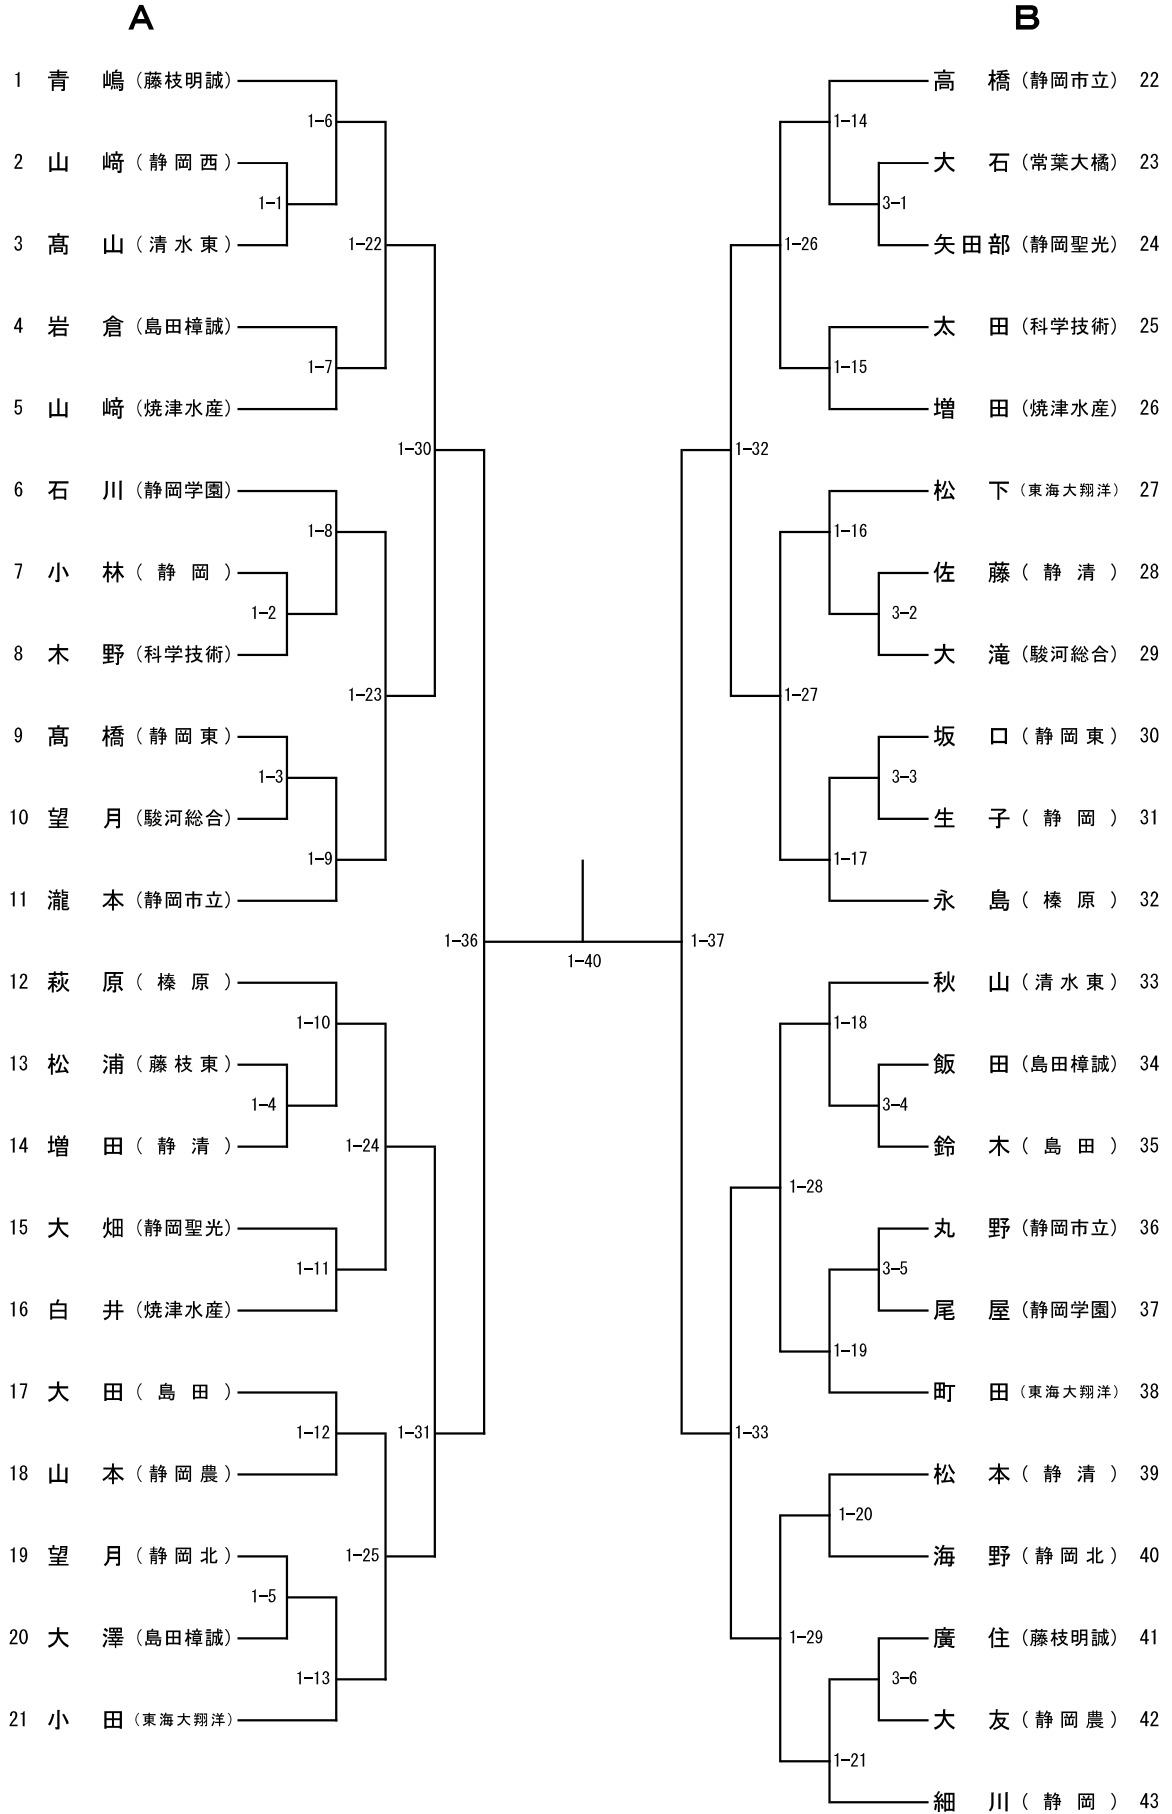 A B
1 青嶋(藤枝明誠) 高橋(静岡市立) 22
1-6 1-14
2 山﨑(静岡西) 大石(常葉大橘) 23
1-1 3-1
3 髙山(清水東) 1-22 1-26 矢田部(静岡聖光) 24
4 岩倉(島田樟誠) 太田(科学技術) 25
1-7 1-15
5 山﨑(焼津水産) 増田(焼津水産) 26
1-30 1-32
6 石川(静岡学園) 松下(東海大翔洋) 27
1-8 1-16
7 小林(静岡) 佐藤(静清) 28
1-2 3-2
8 木野(科学技術) 大滝(駿河総合) 29
1-23 1-27
9 髙橋(静岡東) 坂口(静岡東) 30
1-3 3-3
10 望月(駿河総合) 生子(静岡) 31
1-9 1-17
11 瀧本(静岡市立) 永島(榛原) 32
1-36 1-37
1-40
12 萩原(榛原) 秋山(清水東) 33
1-10 1-18
13 松浦(藤枝東) 飯田(島田樟誠) 34
1-4 3-4
14 増田(静清) 1-24 鈴木(島田) 35
1-28
15 大畑(静岡聖光) 丸野(静岡市立) 36
1-11 3-5
16 白井(焼津水産) 尾屋(静岡学園) 37
1-19
17 大田(島田) 町田(東海大翔洋) 38
1-12 1-31 1-33
18 山本(静岡農) 松本(静清) 39
1-20
19 望月(静岡北) 1-25 海野(静岡北) 40
1-5
20 大澤(島田樟誠) 1-29 廣住(藤枝明誠) 41
1-13 3-6
21 小田(東海大翔洋) 大友(静岡農) 42
1-21
細川(静岡) 43